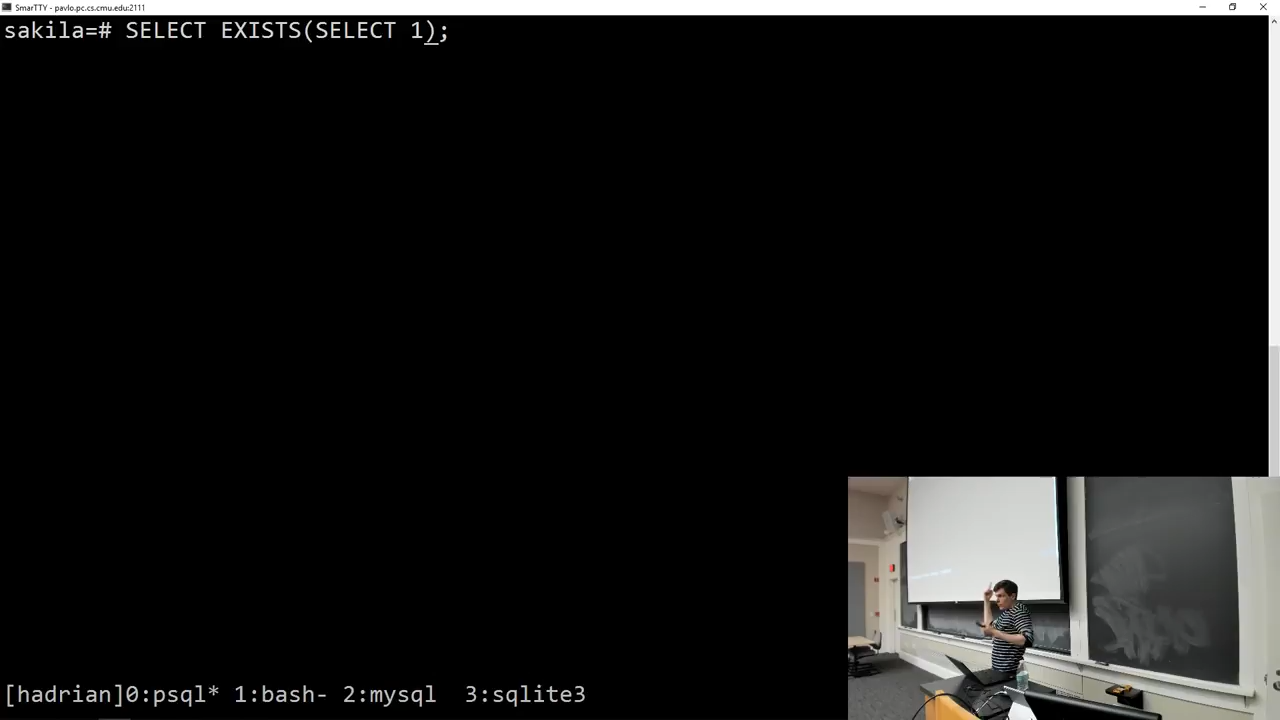 SmarTTY - pavlo.pc.cs.cmu.edu:2111
sakila=# SELECT EXISTS(SELECT 1);
[hadrian]0:psql* 1:bash- 2:mysql  3:sqlite3